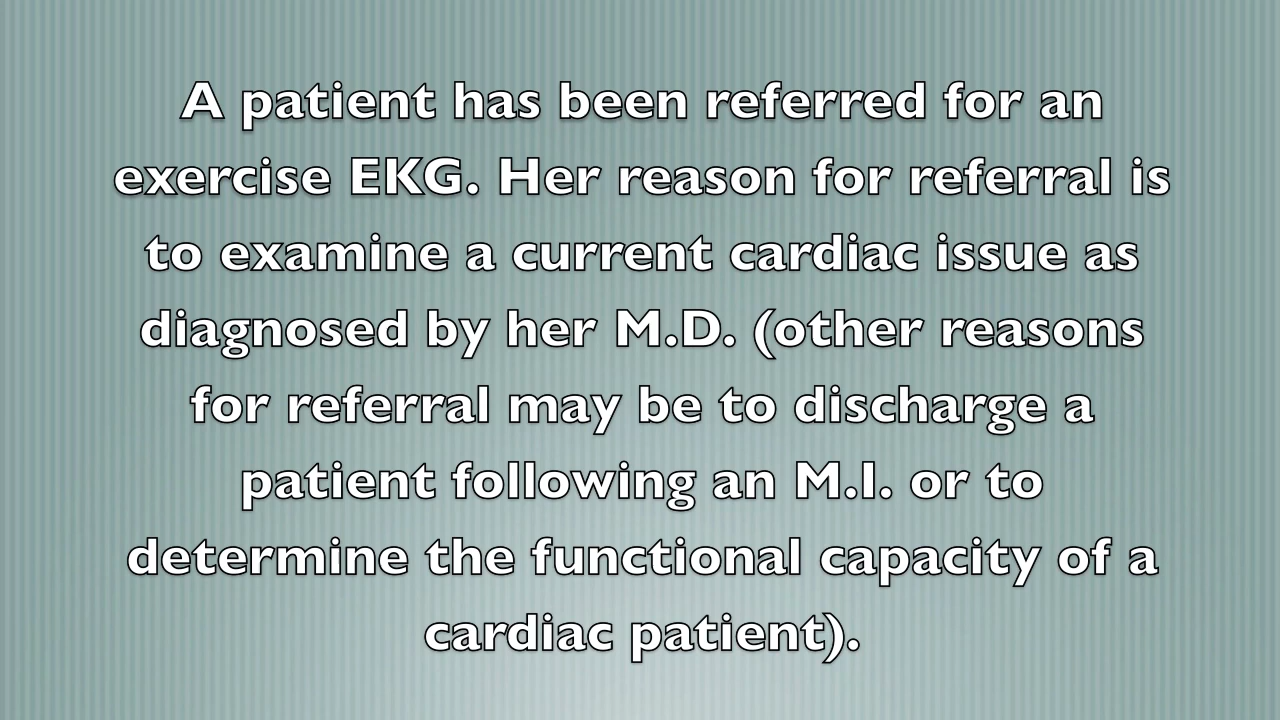 A patient has been referred for an
exercise EKG. Her reason for referral is
to examine a current cardiac issue as
diagnosed by her M.D. (other reasons
for referral may be to discharge a
patient following an M.I. or to
determine the functional capacity of a
cardiac patient).